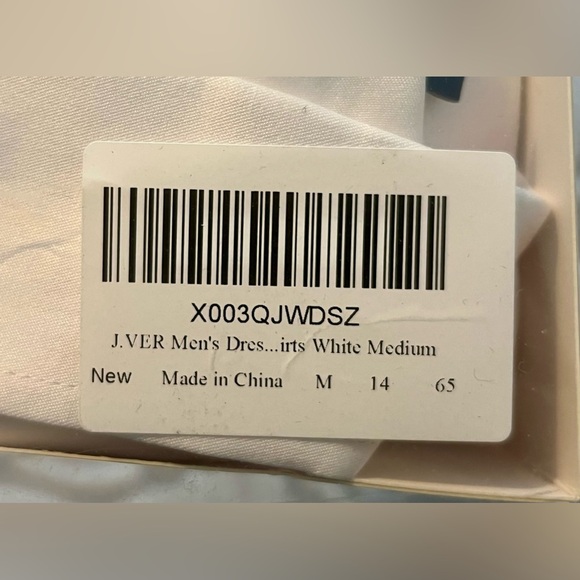 X003QJWDSZ
J.VER Men's Dres...irts White Medium
New Made in China M 14 65